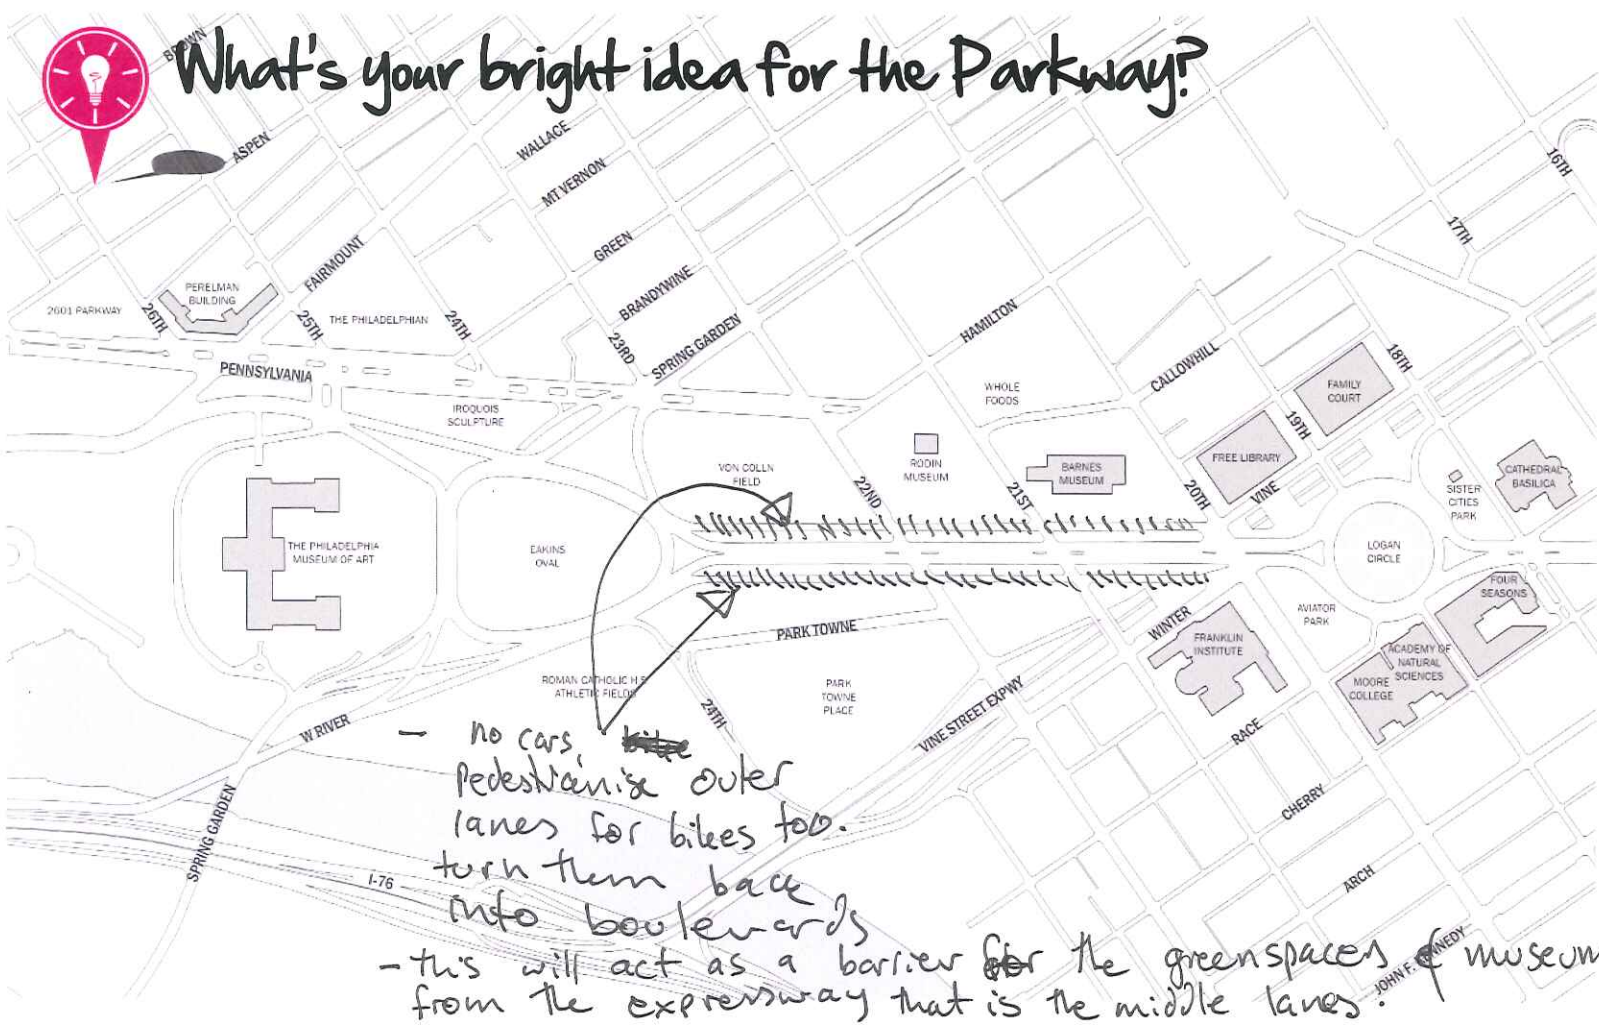 What's your bright idea for the Parkway?
BROWN
ASPEN
WALLACE
MT VERNON
GREEN
BRANDYWINE
SPRING GARDEN
FAIRMOUNT
16TH
17TH
PERELMAN
BUILDING
2601 PARKWAY
26TH
25TH
THE PHILADELPHIAN
24TH
23RD
HAMILTON
CALLOWHILL
18TH
PENNSYLVANIA
IROQUOIS
SCULPTURE
WHOLE
FOODS
FAMILY
COURT
19TH
VON COLLN
FIELD
22ND
RODIN
MUSEUM
21ST
BARNES
MUSEUM
20TH
FREE LIBRARY
VINE
SISTER
CITIES
PARK
CATHEDRAL
BASILICA
THE PHILADELPHIA
MUSEUM OF ART
EAKINS
OVAL
LOGAN
CIRCLE
FOUR
SEASONS
PARK TOWNE
WINTER
FRANKLIN
INSTITUTE
AVIATOR
PARK
ACADEMY OF
NATURAL
SCIENCES
MOORE
COLLEGE
ROMAN CATHOLIC H.S
ATHLETIC FIELDS
PARK
TOWNE
PLACE
24TH
VINE STREET EXPWY
W RIVER
RACE
CHERRY
ARCH
SPRING GARDEN
I-76
JOHN F. KENNEDY
- no cars,
pedestrianise outer
lanes for bikes too.
turn them back
into boulevards
- this will act as a barrier for the greenspaces & museum
from the expressway that is the middle lanes.